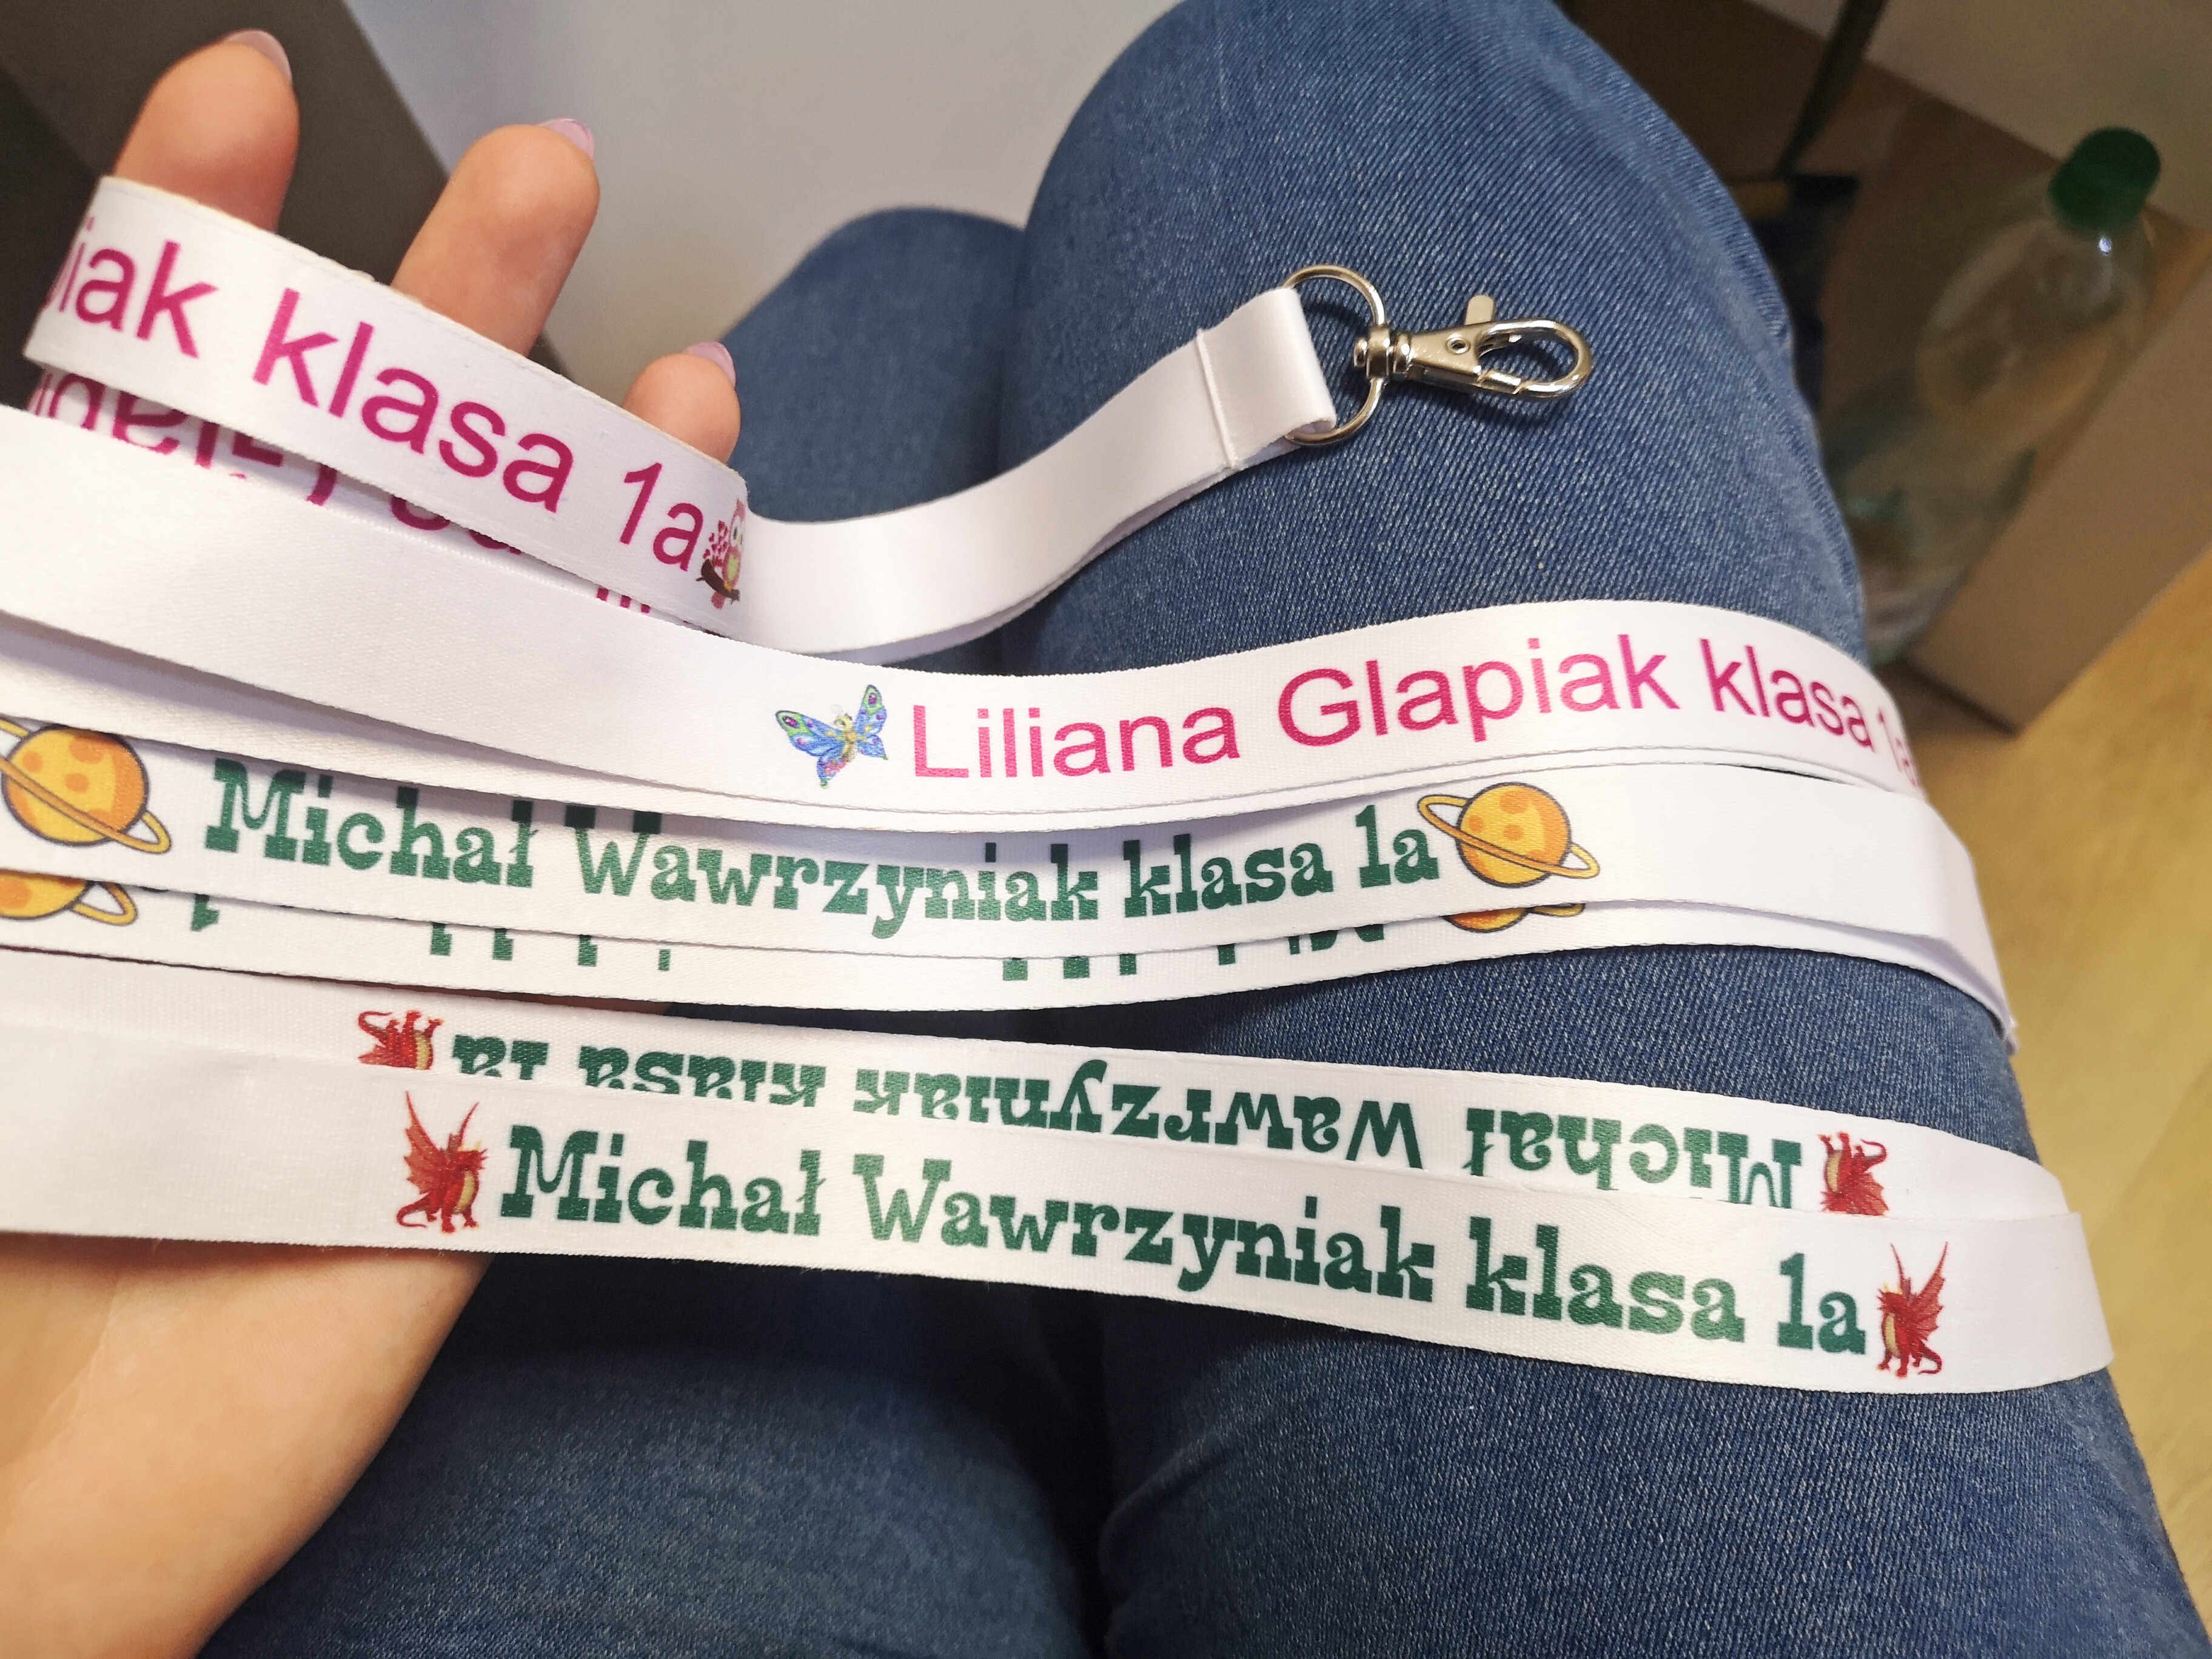 iak klasa 1a
Liliana Glapiak klasa 1a
Michał Wawrzyniak klasa 1a
Michał Wawrzyniak klasa 1a
Michał Wawrzyniak klasa 1a